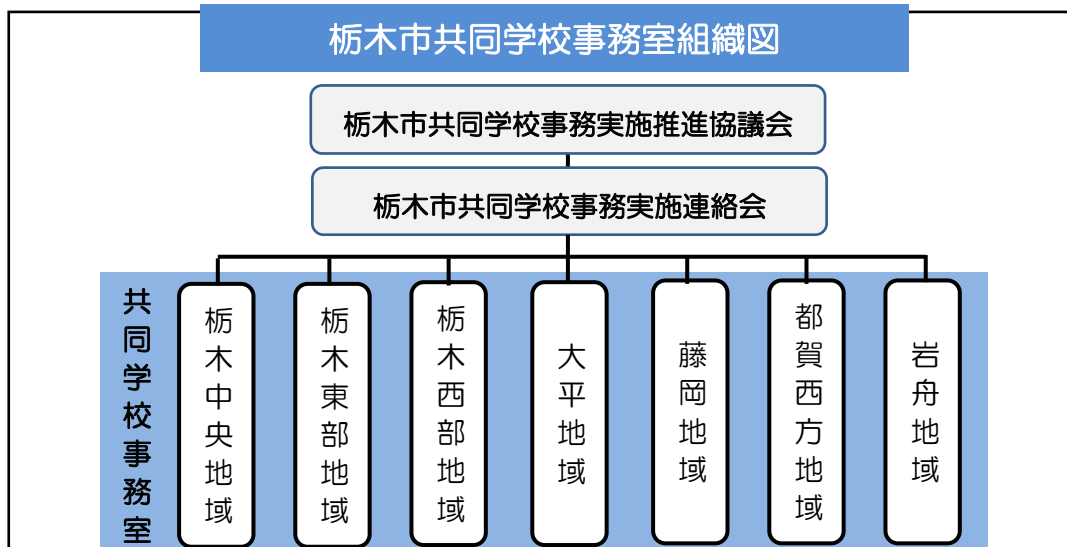 栃木市共同学校事務室組織図
栃木市共同学校事務実施推進協議会
栃木市共同学校事務実施連絡会
共同学校事務室
栃木中央地域
栃木東部地域
栃木西部地域
大平地域
藤岡地域
都賀西方地域
岩舟地域